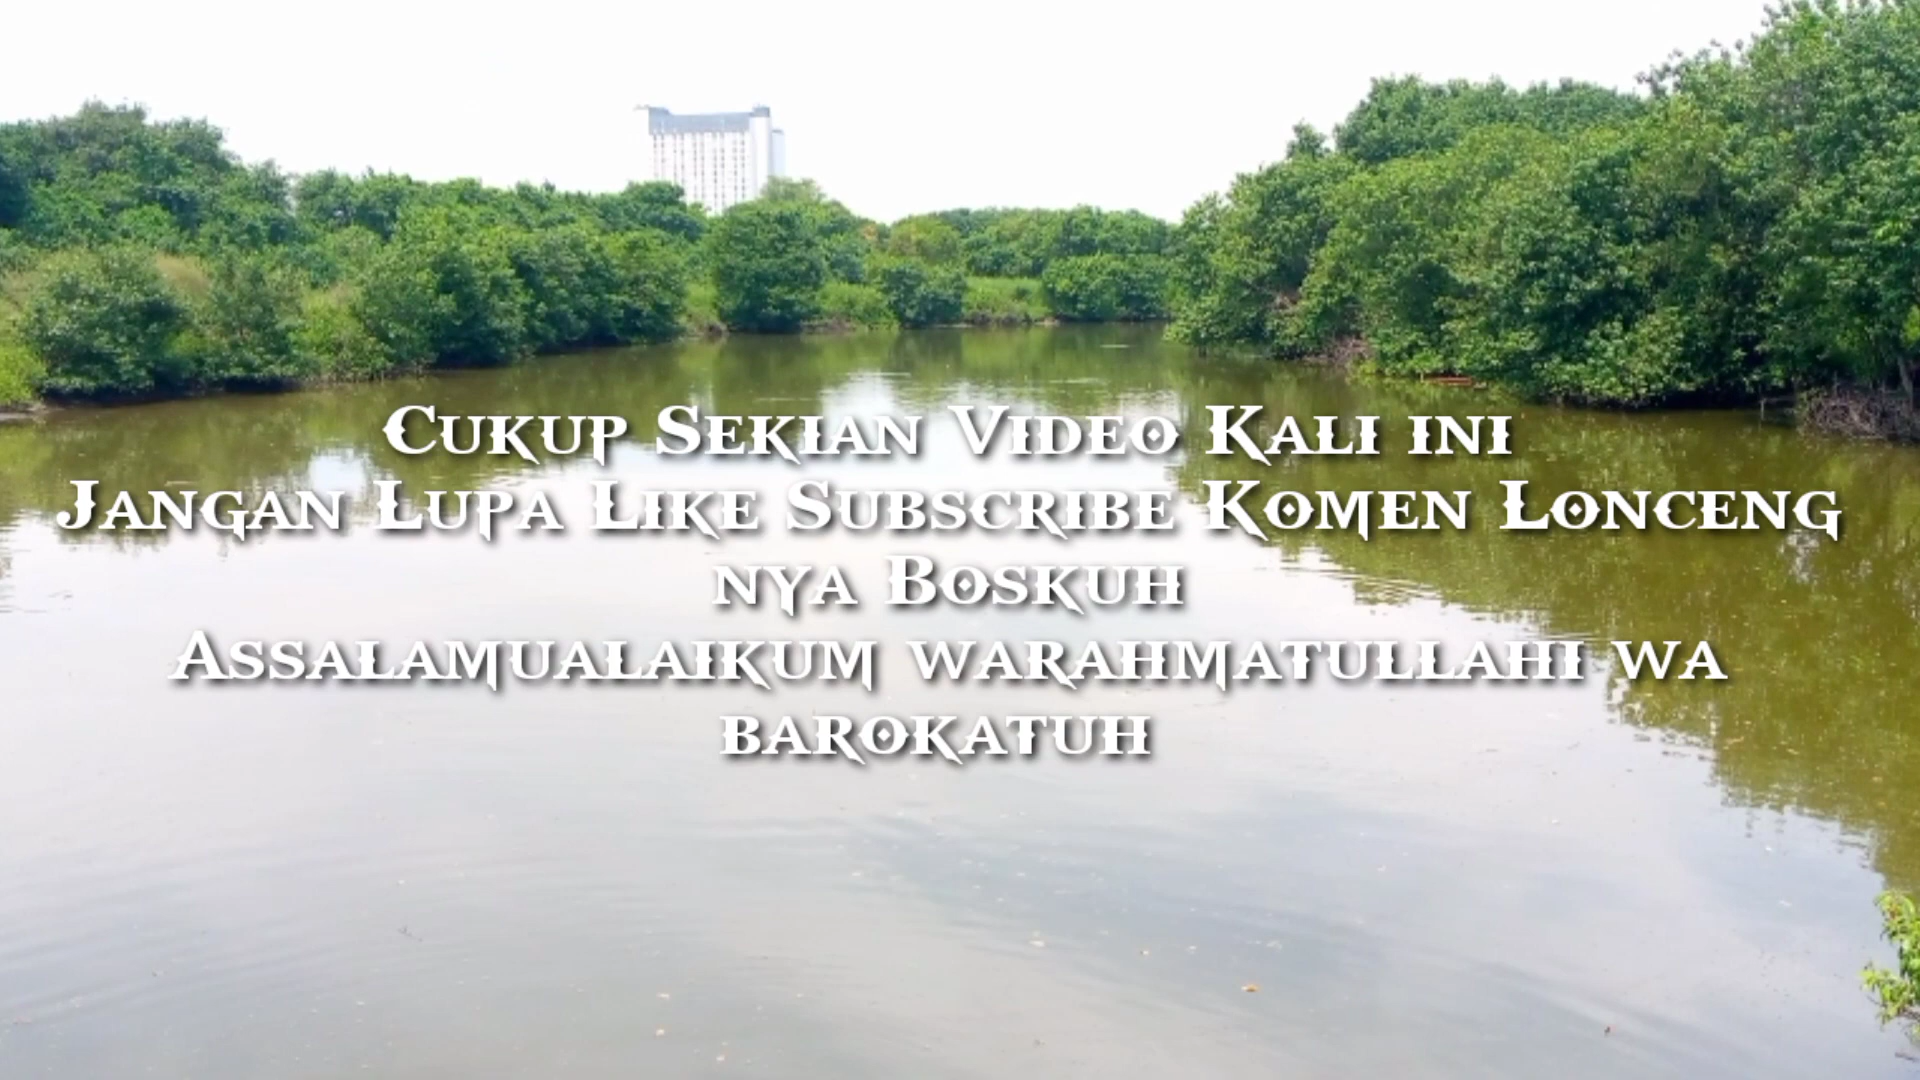 Cukup Sekian Video Kali ini
Jangan Lupa Like Subscribe Komen Lonceng
nya Boskuh
Assalamualaikum warahmatullahi wa
barokatuh